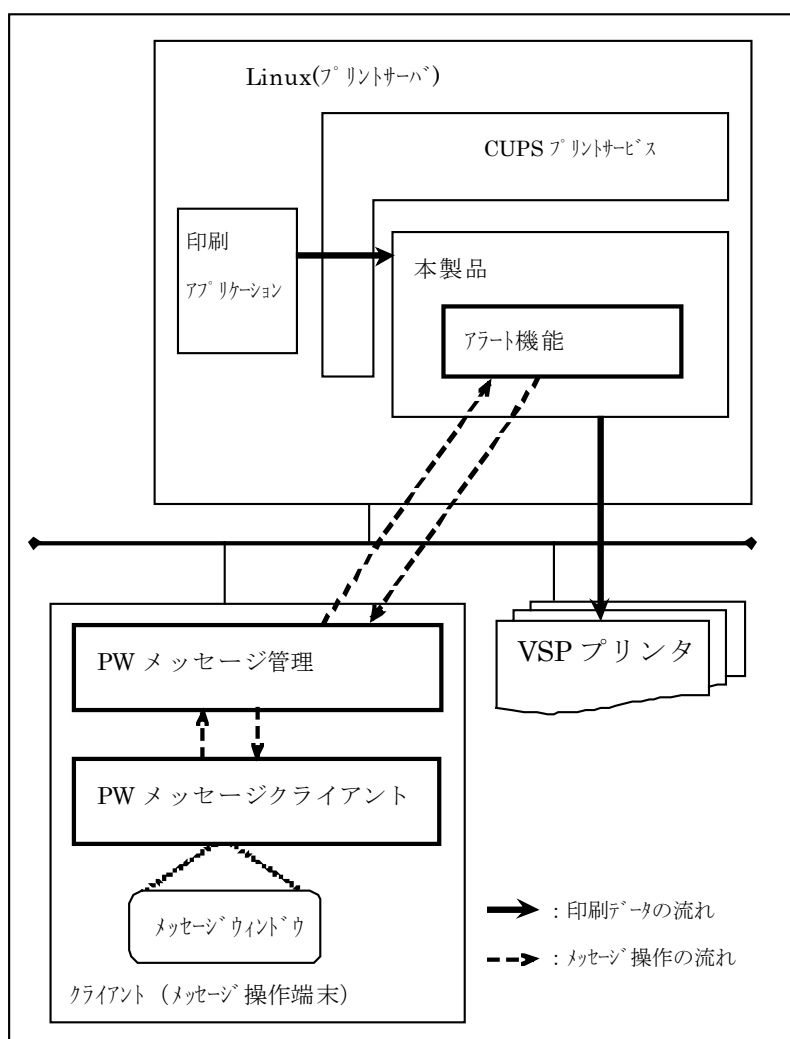 Linux(ﾌﾟﾘﾝﾄｻｰﾊﾞ)
CUPS ﾌﾟﾘﾝﾄｻｰﾋﾞｽ
印刷
ｱﾌﾟﾘｹｰｼｮﾝ
本製品
ｱﾗｰﾄ機能
PW メッセージ管理
VSP プリンタ
PW メッセージクライアント
ﾒｯｾｰｼﾞｳｨﾝﾄﾞｳ
ｸﾗｲｱﾝﾄ（ﾒｯｾｰｼﾞ操作端末）
：印刷ﾃﾞｰﾀの流れ
：ﾒｯｾｰｼﾞ操作の流れ